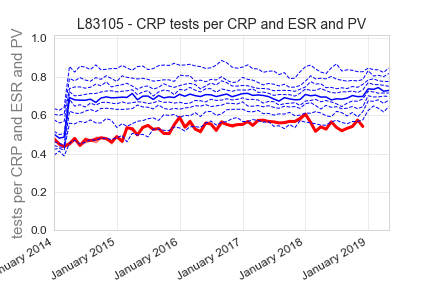 L83105 - CRP tests per CRP and ESR and PV
tests per CRP and ESR and PV
1.0
0.8
0.6
0.4
0.2
0.0
nuary 2014
January 2015
January 2016
January 2017
January 2018
January 2019